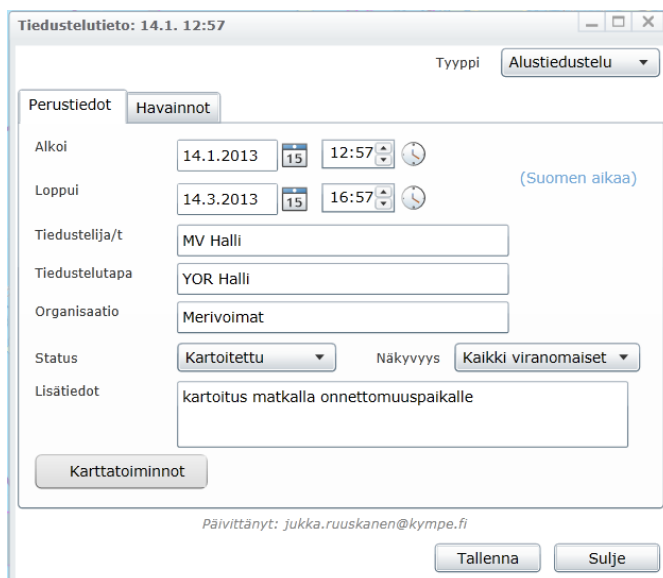 Tiedustelutieto: 14.1. 12:57
Tyyppi Alustiedustelu
Perustiedot Havainnot
Alkoi 14.1.2013 15 12:57
(Suomen aikaa)
Loppui 14.3.2013 15 16:57
Tiedustelija/t MV Halli
Tiedustelutapa YOR Halli
Organisaatio Merivoimat
Status Kartoitettu Näkyvyys Kaikki viranomaiset
Lisätiedot kartoitus matkalla onnettomuuspaikalle
Karttatoiminnot
Päivittänyt: jukka.ruuskanen@kympe.fi
Tallenna Sulje